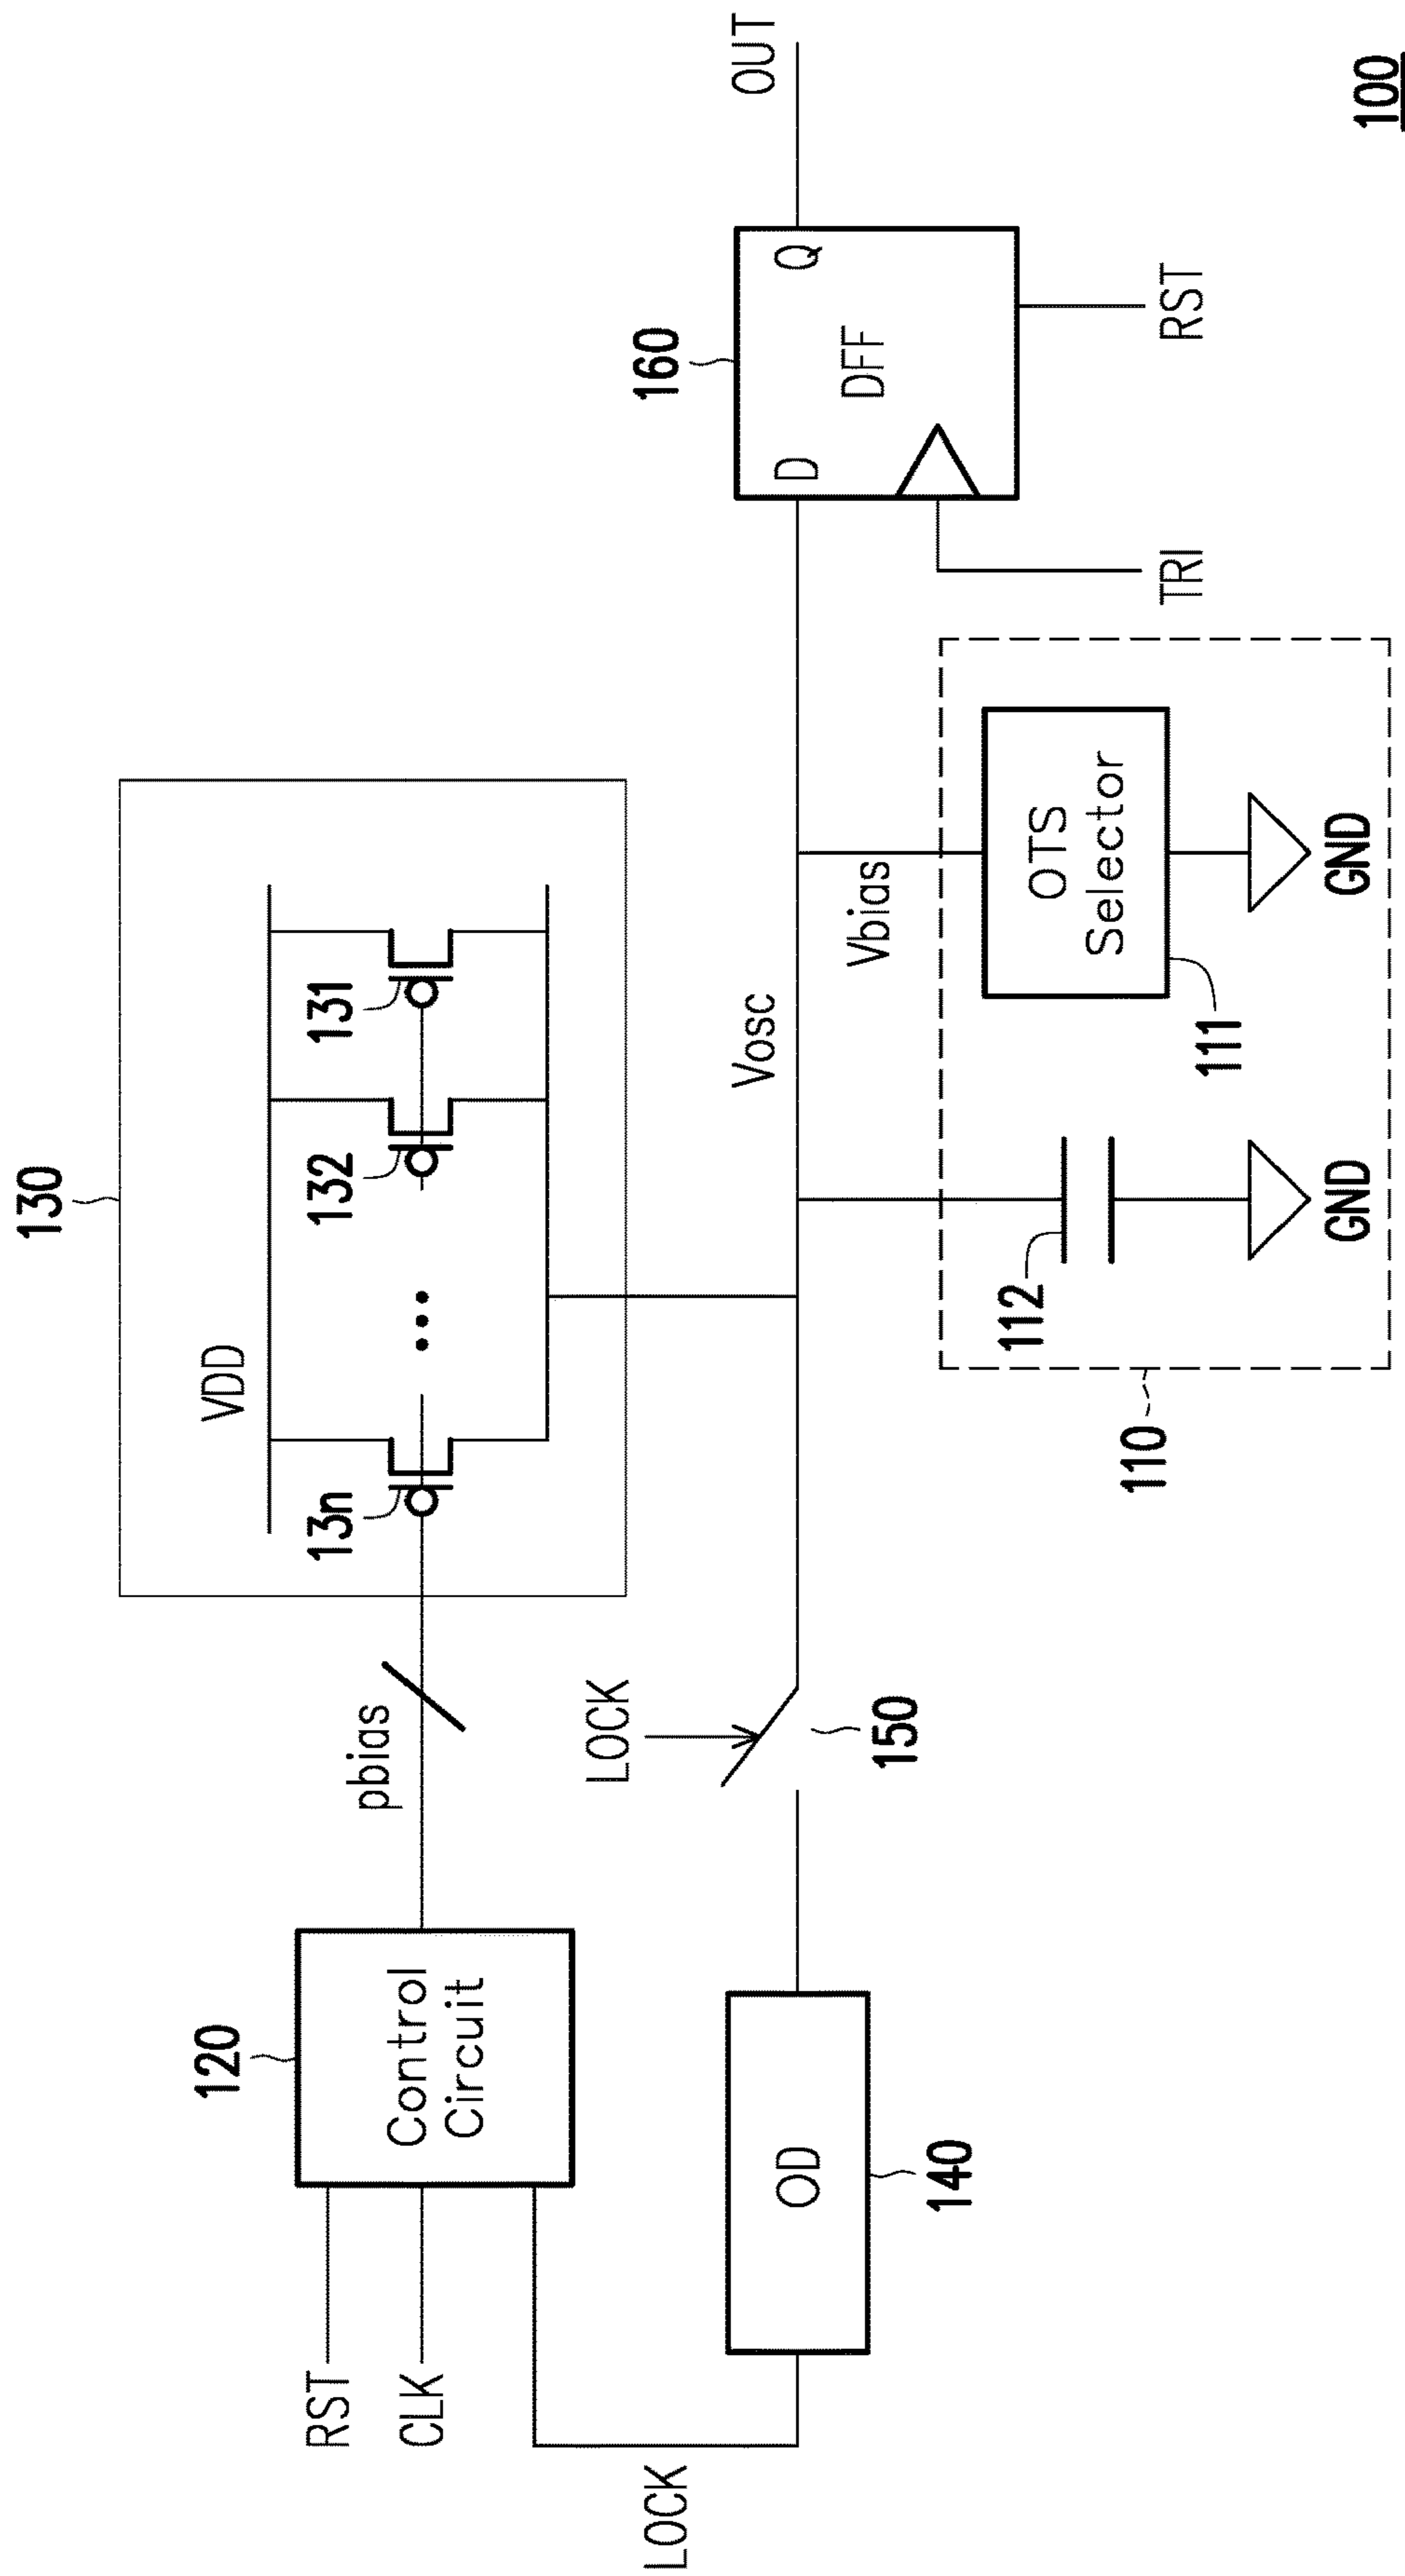 130
VDD
13n
132
131
120
pbias
RST
CLK
Control
Circuit
LOCK
LOCK
OD
140
150
Vosc
Vbias
160
D
Q
DFF
OUT
TRI
RST
110
112
OTS
Selector
111
GND
GND
100